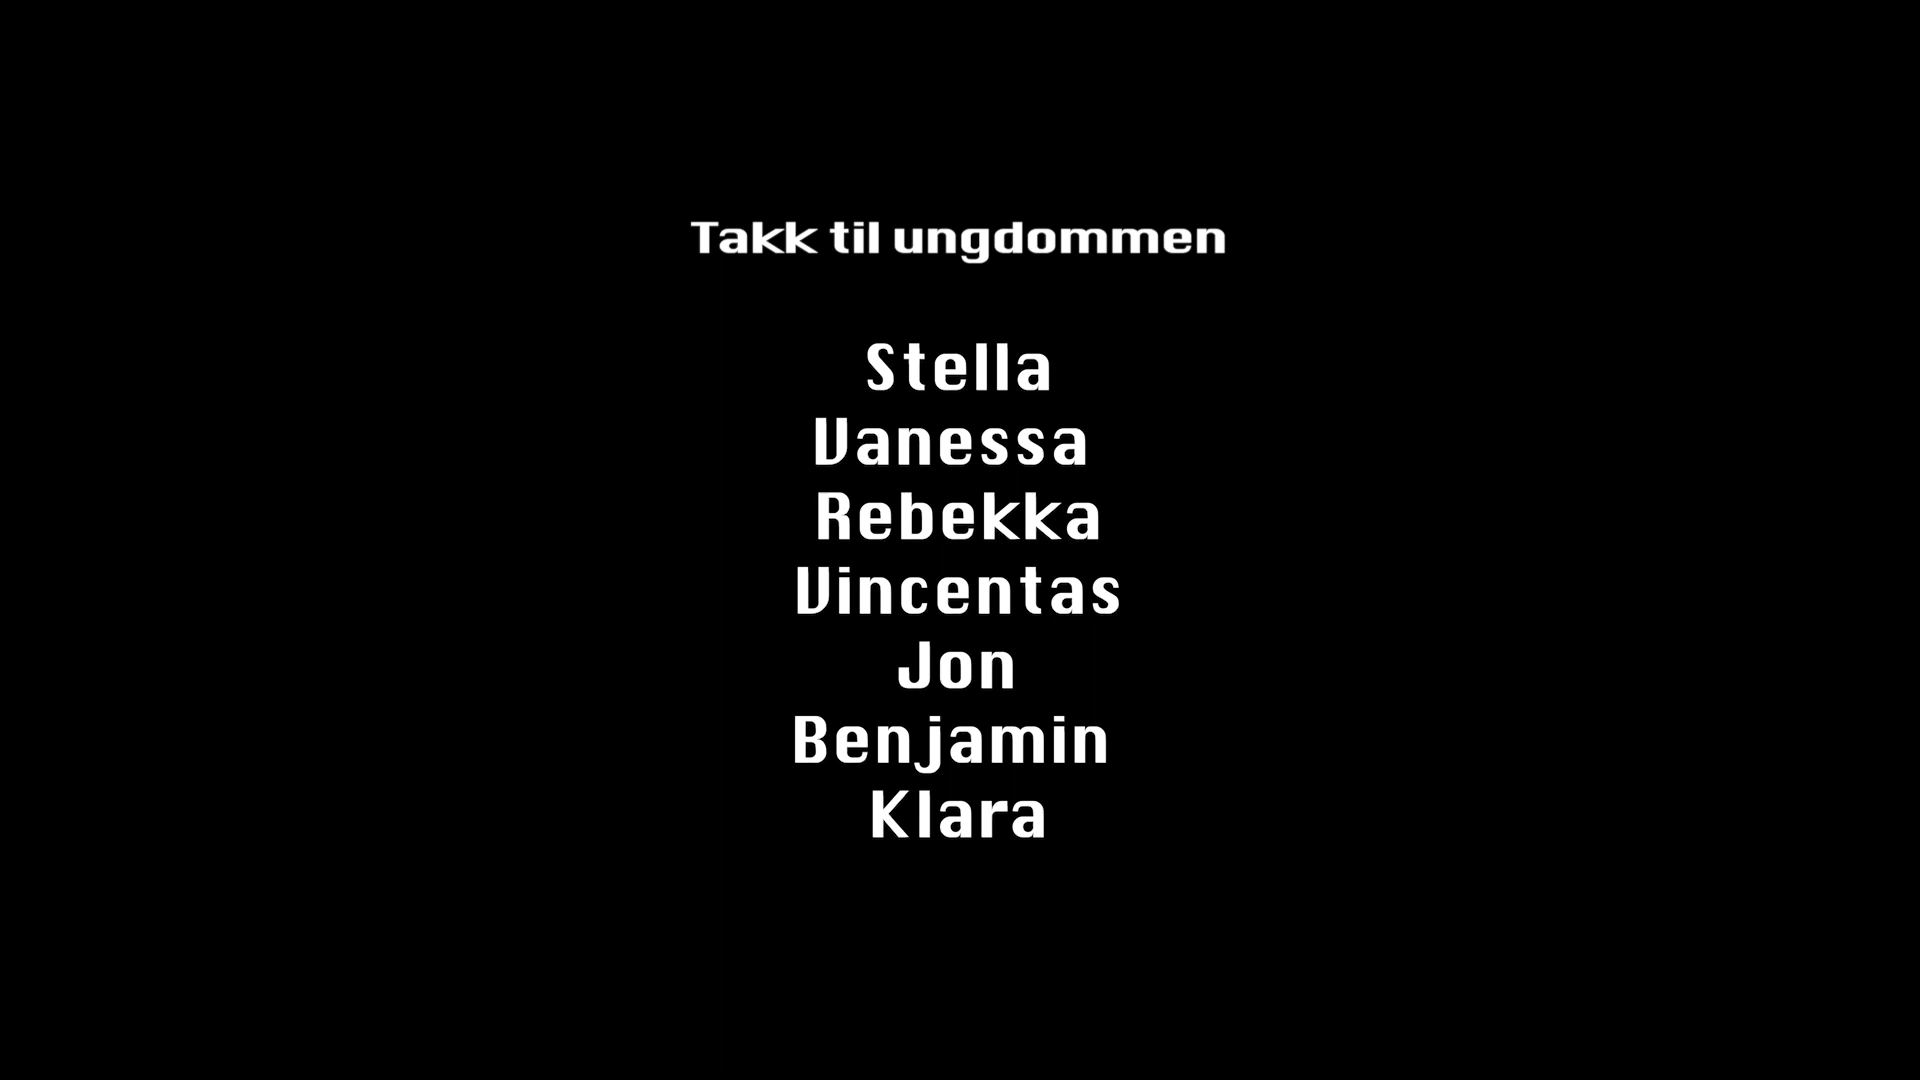 Takk til ungdommen
Stella
Vanessa
Rebekka
Vincentas
Jon
Benjamin
Klara